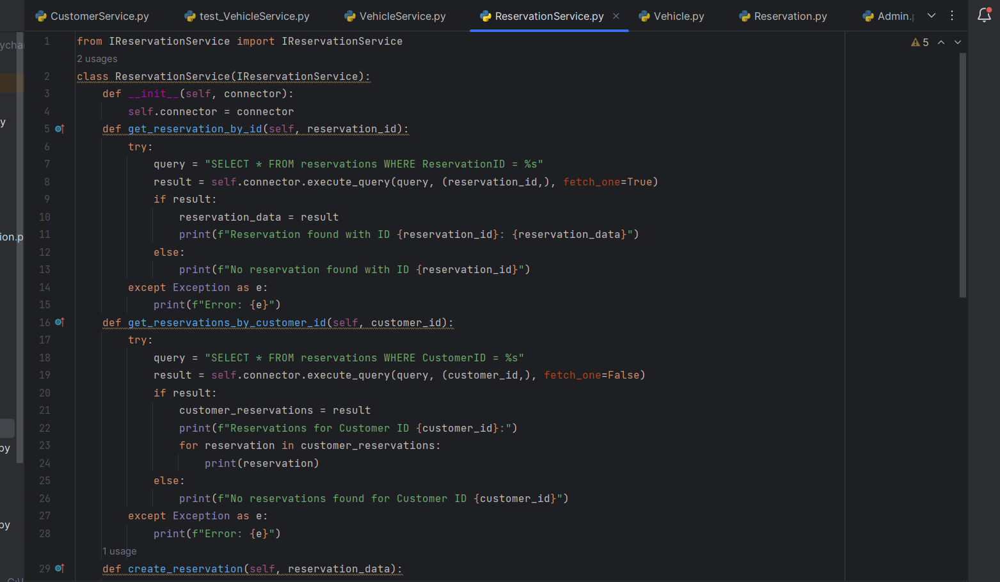 CustomerService.py test_VehicleService.py VehicleService.py ReservationService.py Vehicle.py Reservation.py Admin.p
5
1 from IReservationService import IReservationService
2 usages
2 class ReservationService(IReservationService):
3 def __init__(self, connector):
4 self.connector = connector
5 def get_reservation_by_id(self, reservation_id):
6 try:
7 query = "SELECT * FROM reservations WHERE ReservationID = %s"
8 result = self.connector.execute_query(query, (reservation_id,), fetch_one=True)
9 if result:
10 reservation_data = result
11 print(f"Reservation found with ID {reservation_id}: {reservation_data}")
12 else:
13 print(f"No reservation found with ID {reservation_id}")
14 except Exception as e:
15 print(f"Error: {e}")
16 def get_reservations_by_customer_id(self, customer_id):
17 try:
18 query = "SELECT * FROM reservations WHERE CustomerID = %s"
19 result = self.connector.execute_query(query, (customer_id,), fetch_one=False)
20 if result:
21 customer_reservations = result
22 print(f"Reservations for Customer ID {customer_id}:")
23 for reservation in customer_reservations:
24 print(reservation)
25 else:
26 print(f"No reservations found for Customer ID {customer_id}")
27 except Exception as e:
28 print(f"Error: {e}")
1 usage
29 def create_reservation(self, reservation_data):
ychar
y
ion.p
py
py